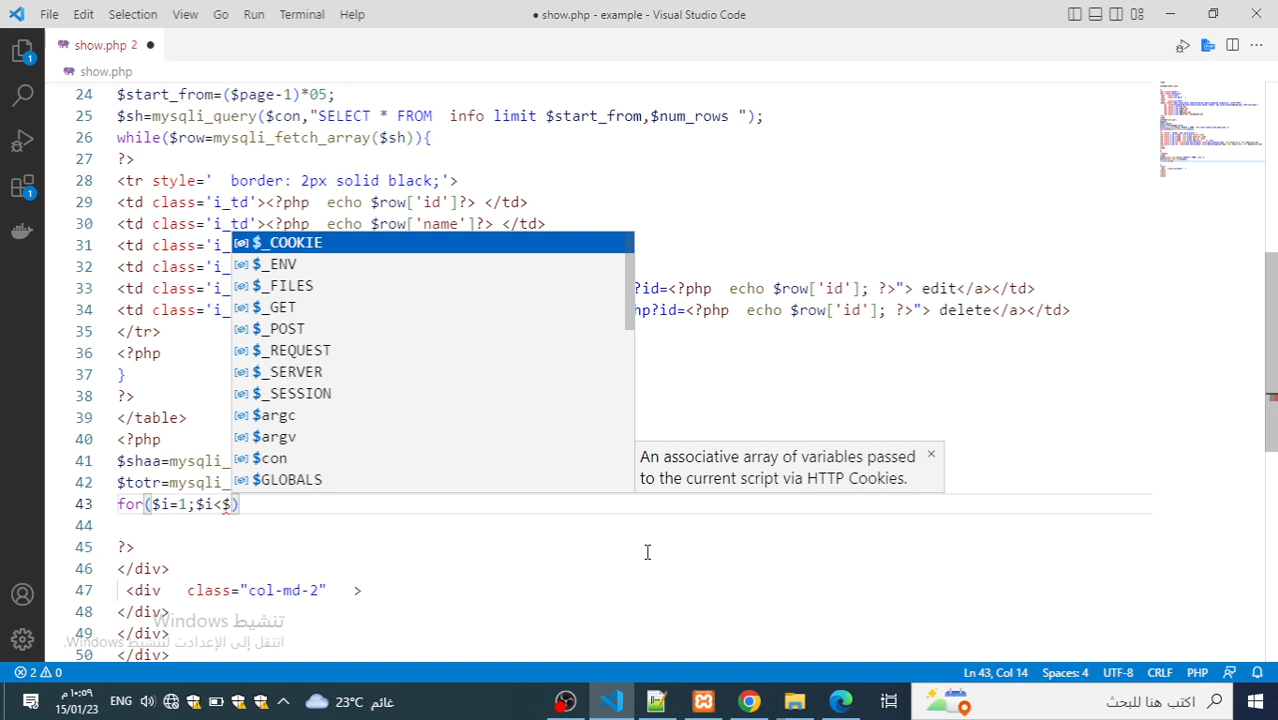 File Edit Selection View Go Run Terminal Help ● show.php - example - Visual Studio Code
show.php 2 ●
show.php
24 $start_from=($page-1)*05;
25 $sh=mysqli_query($con,"SELECT * FROM  info limit $start_from,$num_rows ");
26 while($row=mysqli_fetch_array($sh)){
27 ?>
28 <tr style='  border: 2px solid black;'>
29 <td class='i_td'><?php  echo $row['id']?> </td>
30 <td class='i_td'><?php  echo $row['name']?> </td>
31 <td class='i_
32 <td class='i_
33 <td class='i_ ?id=<?php  echo $row['id']; ?>"> edit</a></td>
34 <td class='i_ hp?id=<?php  echo $row['id']; ?>"> delete</a></td>
35 </tr>
36 <?php
37 }
38 ?>
39 </table>
40 <?php
41 $shaa=mysqli_
42 $totr=mysqli_
43 for($i=1;$i<$)
44
45 ?>
46 </div>
47 <div   class="col-md-2"   >
48 </div>
49 </div>
50 </div>
$_COOKIE
$_ENV
$_FILES
$_GET
$_POST
$_REQUEST
$_SERVER
$_SESSION
$argc
$argv
$con
$GLOBALS
An associative array of variables passed
to the current script via HTTP Cookies.
1
1
تنشيط Windows
انتقل إلى الإعدادات لتنشيط Windows.
2 0 Ln 43, Col 14 Spaces: 4 UTF-8 CRLF PHP
١٠:٥٩ م
15/01/23
ENG
23°C غائم
اكتب هنا للبحث